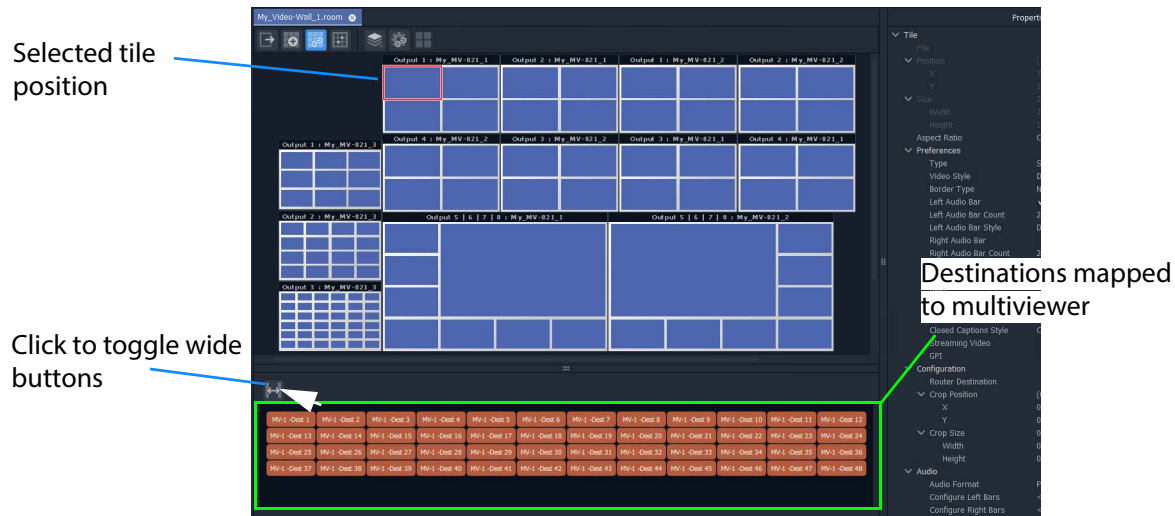 My_Video-Wall_1.room
Properti
Selected tile
position
Output 1 : My_MV-821_1
Output 2 : My_MV-821_1
Output 1 : My_MV-821_2
Output 2 : My_MV-821_2
Output 4 : My_MV-821_2
Output 3 : My_MV-821_2
Output 3 : My_MV-821_1
Output 4 : My_MV-821_1
Output 1 : My_MV-821_3
Output 2 : My_MV-821_3
Output 5 | 6 | 7 | 8 : My_MV-821_1
Output 5 | 6 | 7 | 8 : My_MV-821_2
Output 3 : My_MV-821_3
Tile
File
Position
X
Y
Size
Width
Height
Aspect Ratio
Preferences
Type
Video Style
Border Type
Left Audio Bar
Left Audio Bar Count 2
Left Audio Bar Style
Right Audio Bar
Right Audio Bar Count 2
Destinations mapped
to multiviewer
Closed Captions Style
Streaming Video
GPI
Configuration
Router Destination
Crop Position
X 0
Y 0
Crop Size
Width 0
Height 0
Audio
Audio Format
Configure Left Bars
Configure Right Bars
Click to toggle wide
buttons
MV-1 -Dest 1 MV-1 -Dest 2 MV-1 -Dest 3 MV-1 -Dest 4 MV-1 -Dest 5 MV-1 -Dest 6 MV-1 -Dest 7 MV-1 -Dest 8 MV-1 -Dest 9 MV-1 -Dest 10 MV-1 -Dest 11 MV-1 -Dest 12
MV-1 -Dest 13 MV-1 -Dest 14 MV-1 -Dest 15 MV-1 -Dest 16 MV-1 -Dest 17 MV-1 -Dest 18 MV-1 -Dest 19 MV-1 -Dest 20 MV-1 -Dest 21 MV-1 -Dest 22 MV-1 -Dest 23 MV-1 -Dest 24
MV-1 -Dest 25 MV-1 -Dest 26 MV-1 -Dest 27 MV-1 -Dest 28 MV-1 -Dest 29 MV-1 -Dest 30 MV-1 -Dest 31 MV-1 -Dest 32 MV-1 -Dest 33 MV-1 -Dest 34 MV-1 -Dest 35 MV-1 -Dest 36
MV-1 -Dest 37 MV-1 -Dest 38 MV-1 -Dest 39 MV-1 -Dest 40 MV-1 -Dest 41 MV-1 -Dest 42 MV-1 -Dest 43 MV-1 -Dest 44 MV-1 -Dest 45 MV-1 -Dest 46 MV-1 -Dest 47 MV-1 -Dest 48